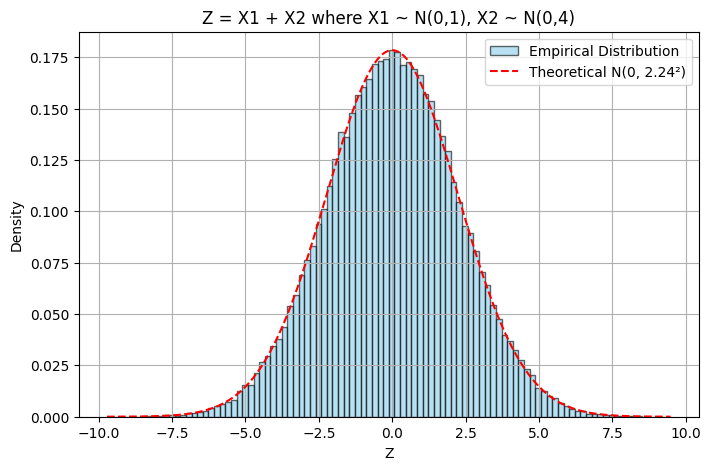 Z = X1 + X2 where X1 ~ N(0,1), X2 ~ N(0,4)
Empirical Distribution
Theoretical N(0, 2.24²)
Density
0.175
0.150
0.125
0.100
0.075
0.050
0.025
0.000
−10.0 −7.5 −5.0 −2.5 0.0 2.5 5.0 7.5 10.0
Z